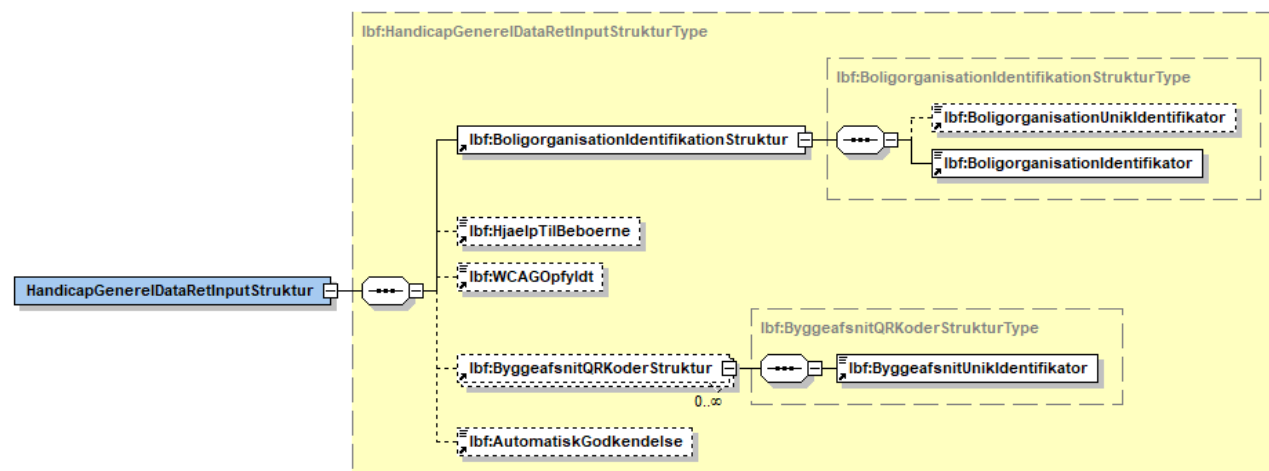 lbf:HandicapGenerelDataRetInputStrukturType
lbf:BoligorganisationIdentifikationStrukturType
lbf:BoligorganisationUnikIdentifikator
lbf:BoligorganisationIdentifikationStruktur
lbf:BoligorganisationIdentifikator
lbf:HjaelpTilBeboerne
lbf:WCAGOpfyldt
HandicapGenerelDataRetInputStruktur
lbf:ByggeafsnitQRKoderStrukturType
lbf:ByggeafsnitQRKoderStruktur
lbf:ByggeafsnitUnikIdentifikator
0..∞
lbf:AutomatiskGodkendelse